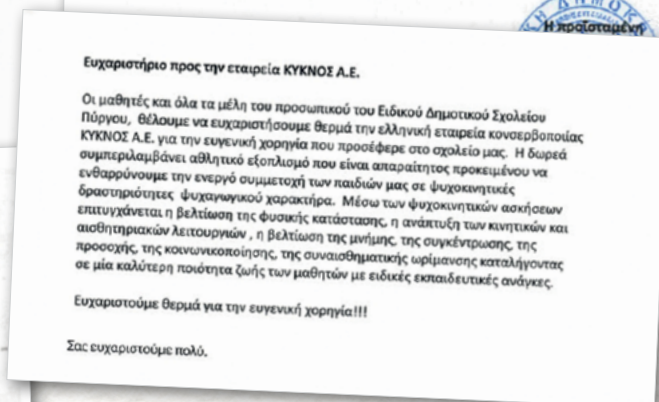 Η προϊσταμένη
Ευχαριστήριο προς την εταιρεία ΚΥΚΝΟΣ Α.Ε.
Οι μαθητές και όλα τα μέλη του προσωπικού του Ειδικού Δημοτικού Σχολείου
Πύργου, θέλουμε να ευχαριστήσουμε θερμά την ελληνική εταιρεία κονσερβοποιίας
ΚΥΚΝΟΣ Α.Ε. για την ευγενική χορηγία που προσέφερε στο σχολείο μας. Η δωρεά
συμπεριλαμβάνει αθλητικό εξοπλισμό που είναι απαραίτητος προκειμένου να
ενθαρρύνουμε την ενεργό συμμετοχή των παιδιών μας σε ψυχοκινητικές
δραστηριότητες ψυχαγωγικού χαρακτήρα. Μέσω των ψυχοκινητικών ασκήσεων
επιτυγχάνεται η βελτίωση της φυσικής κατάστασης, η ανάπτυξη των κινητικών και
αισθητηριακών λειτουργιών , η βελτίωση της μνήμης, της συγκέντρωσης, της
προσοχής, της κοινωνικοποίησης, της συναισθηματικής ωρίμανσης καταλήγοντας
σε μία καλύτερη ποιότητα ζωής των μαθητών με ειδικές εκπαιδευτικές ανάγκες.
Ευχαριστούμε θερμά για την ευγενική χορηγία!!!
Σας ευχαριστούμε πολύ.